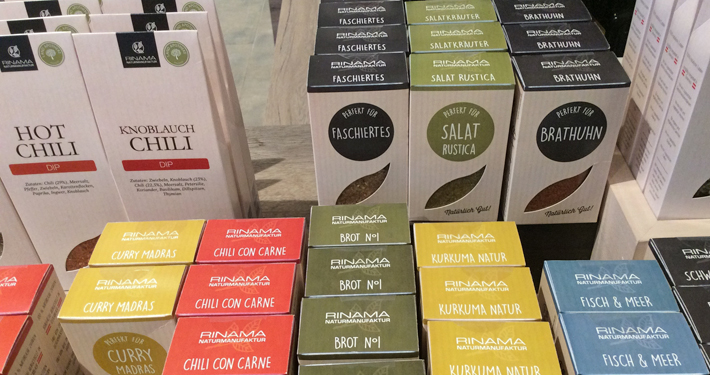 RINAMA
NATURMANUFAKTUR
HOT
CHILI
DIP
RINAMA
NATURMANUFAKTUR
KNOBLAUCH
CHILI
DIP
FASCHIERTES
FASCHIERTES
RINAMA
NATURMANUFAKTUR
FASCHIERTES
PERFEKT FÜR
FASCHIERTES
SALATKRÄUTER
SALATKRÄUTER
RINAMA
NATURMANUFAKTUR
SALAT RUSTICA
PERFEKT FÜR
SALAT
RUSTICA
Natürlich Gut!
BRATHUHN
BRATHUHN
RINAMA
NATURMANUFAKTUR
BRATHUHN
PERFEKT FÜR
BRATHUHN
Natürlich Gut!
RINAMA
NATURMANUFAKTUR
CURRY MADRAS
CURRY MADRAS
PERFEKT FÜR
CURRY
MADRAS
RINAMA
NATURMANUFAKTUR
CHILI CON CARNE
RINAMA
NATURMANUFAKTUR
CHILI CON CARNE
RINAMA
NATURMANUFAKTUR
CHILI CON CARNE
RINAMA
NATURMANUFAKTUR
BROT No1
RINAMA
NATURMANUFAKTUR
BROT No1
RINAMA
NATURMANUFAKTUR
BROT No1
RINAMA
NATURMANUFAKTUR
KURKUMA NATUR
RINAMA
NATURMANUFAKTUR
KURKUMA NATUR
RINAMA
NATURMANUFAKTUR
KURKUMA NATUR
RINAMA
NATURMANUFAKTUR
FISCH & MEER
RINAMA
NATURMANUFAKTUR
FISCH & MEER